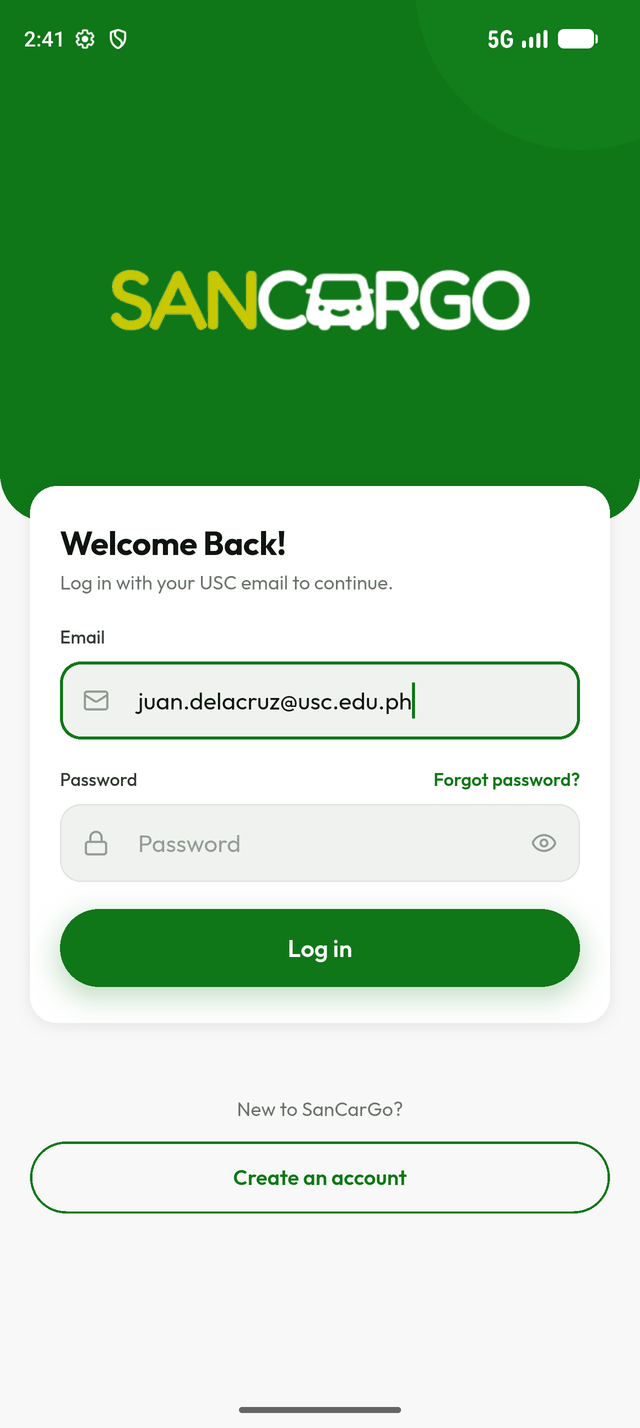 2:41
5G
SANCARGO
Welcome Back!
Log in with your USC email to continue.
Email
juan.delacruz@usc.edu.ph
Password
Forgot password?
Password
Log in
New to SanCarGo?
Create an account